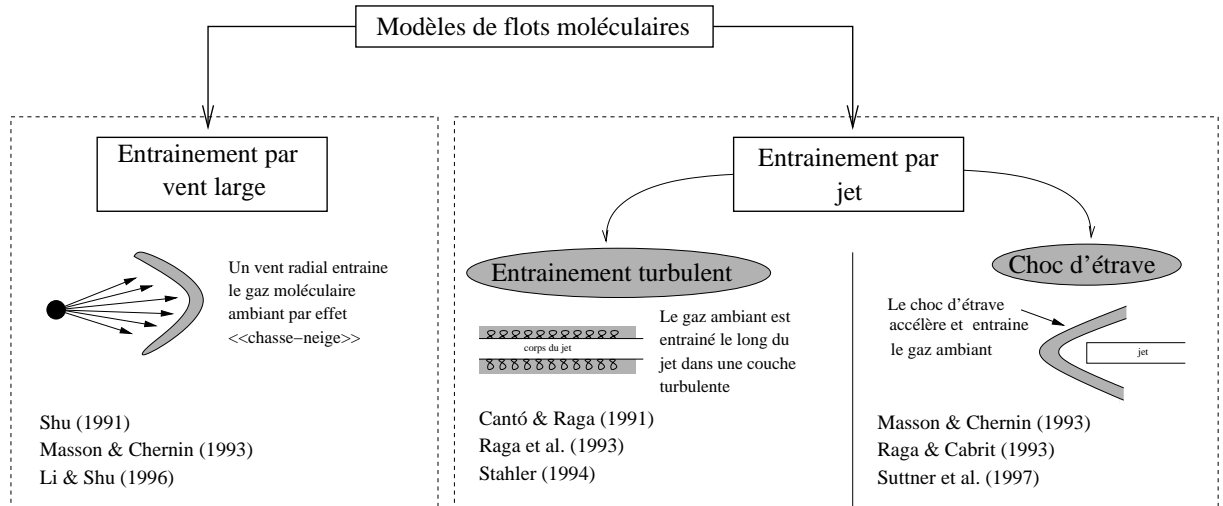 Modèles de flots moléculaires
Entrainement par
vent large
Un vent radial entraine
le gaz moléculaire
ambiant par effet
<<chasse−neige>>
Shu (1991)
Masson & Chernin (1993)
Li & Shu (1996)
Entrainement par
jet
Entrainement turbulent
corps du jet
Le gaz ambiant est
entrainé le long du
jet dans une couche
turbulente
Cantó & Raga (1991)
Raga et al. (1993)
Stahler (1994)
Choc d'étrave
Le choc d'étrave
accélère et entraine
le gaz ambiant
jet
Masson & Chernin (1993)
Raga & Cabrit (1993)
Suttner et al. (1997)